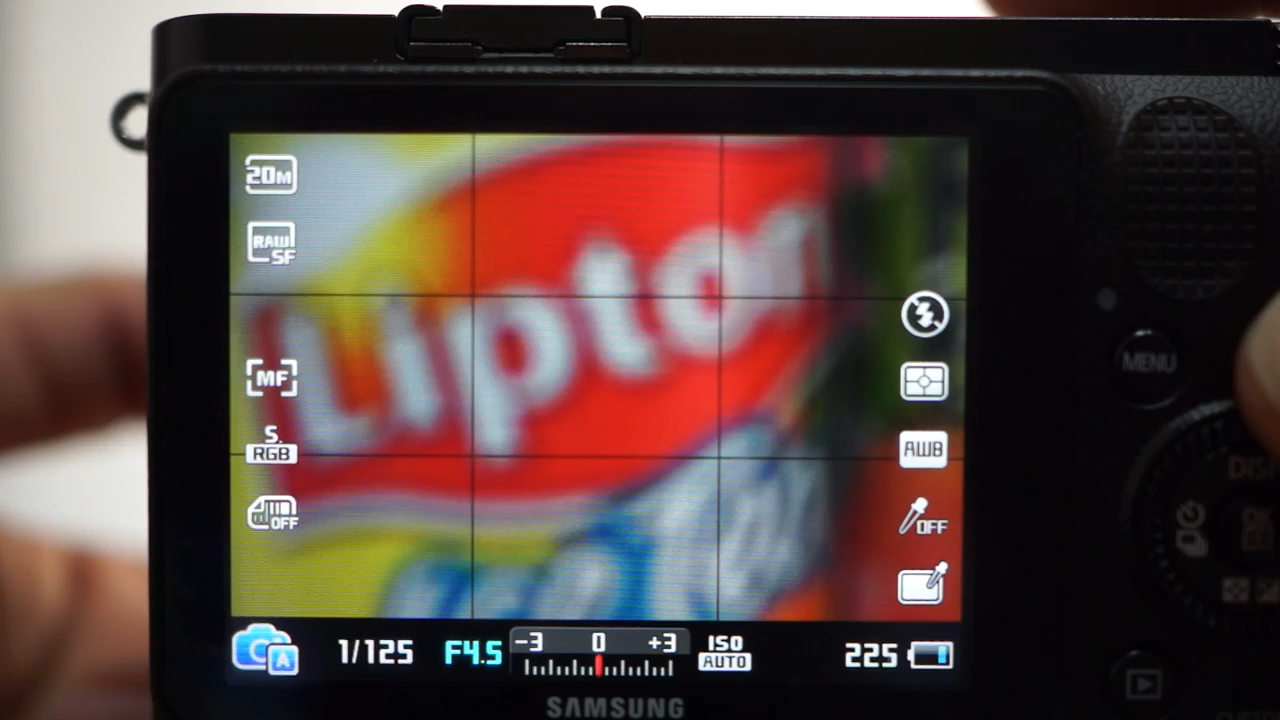 20M
RAW
SF
Lipton
MF
MENU
S.
RGB
AWB
OFF
OFF
1/125
F4.5
-3 0 +3
ISO
AUTO
225
SAMSUNG